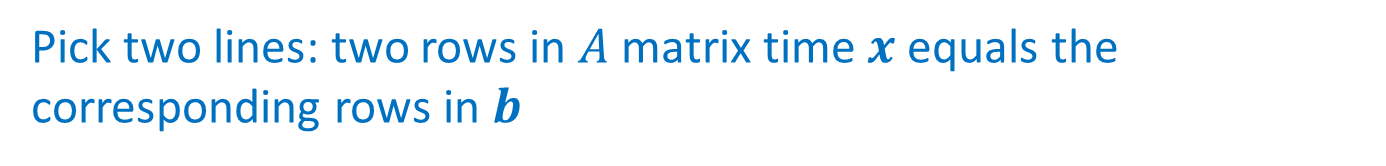 Pick two lines: two rows in A matrix time x equals the
corresponding rows in b